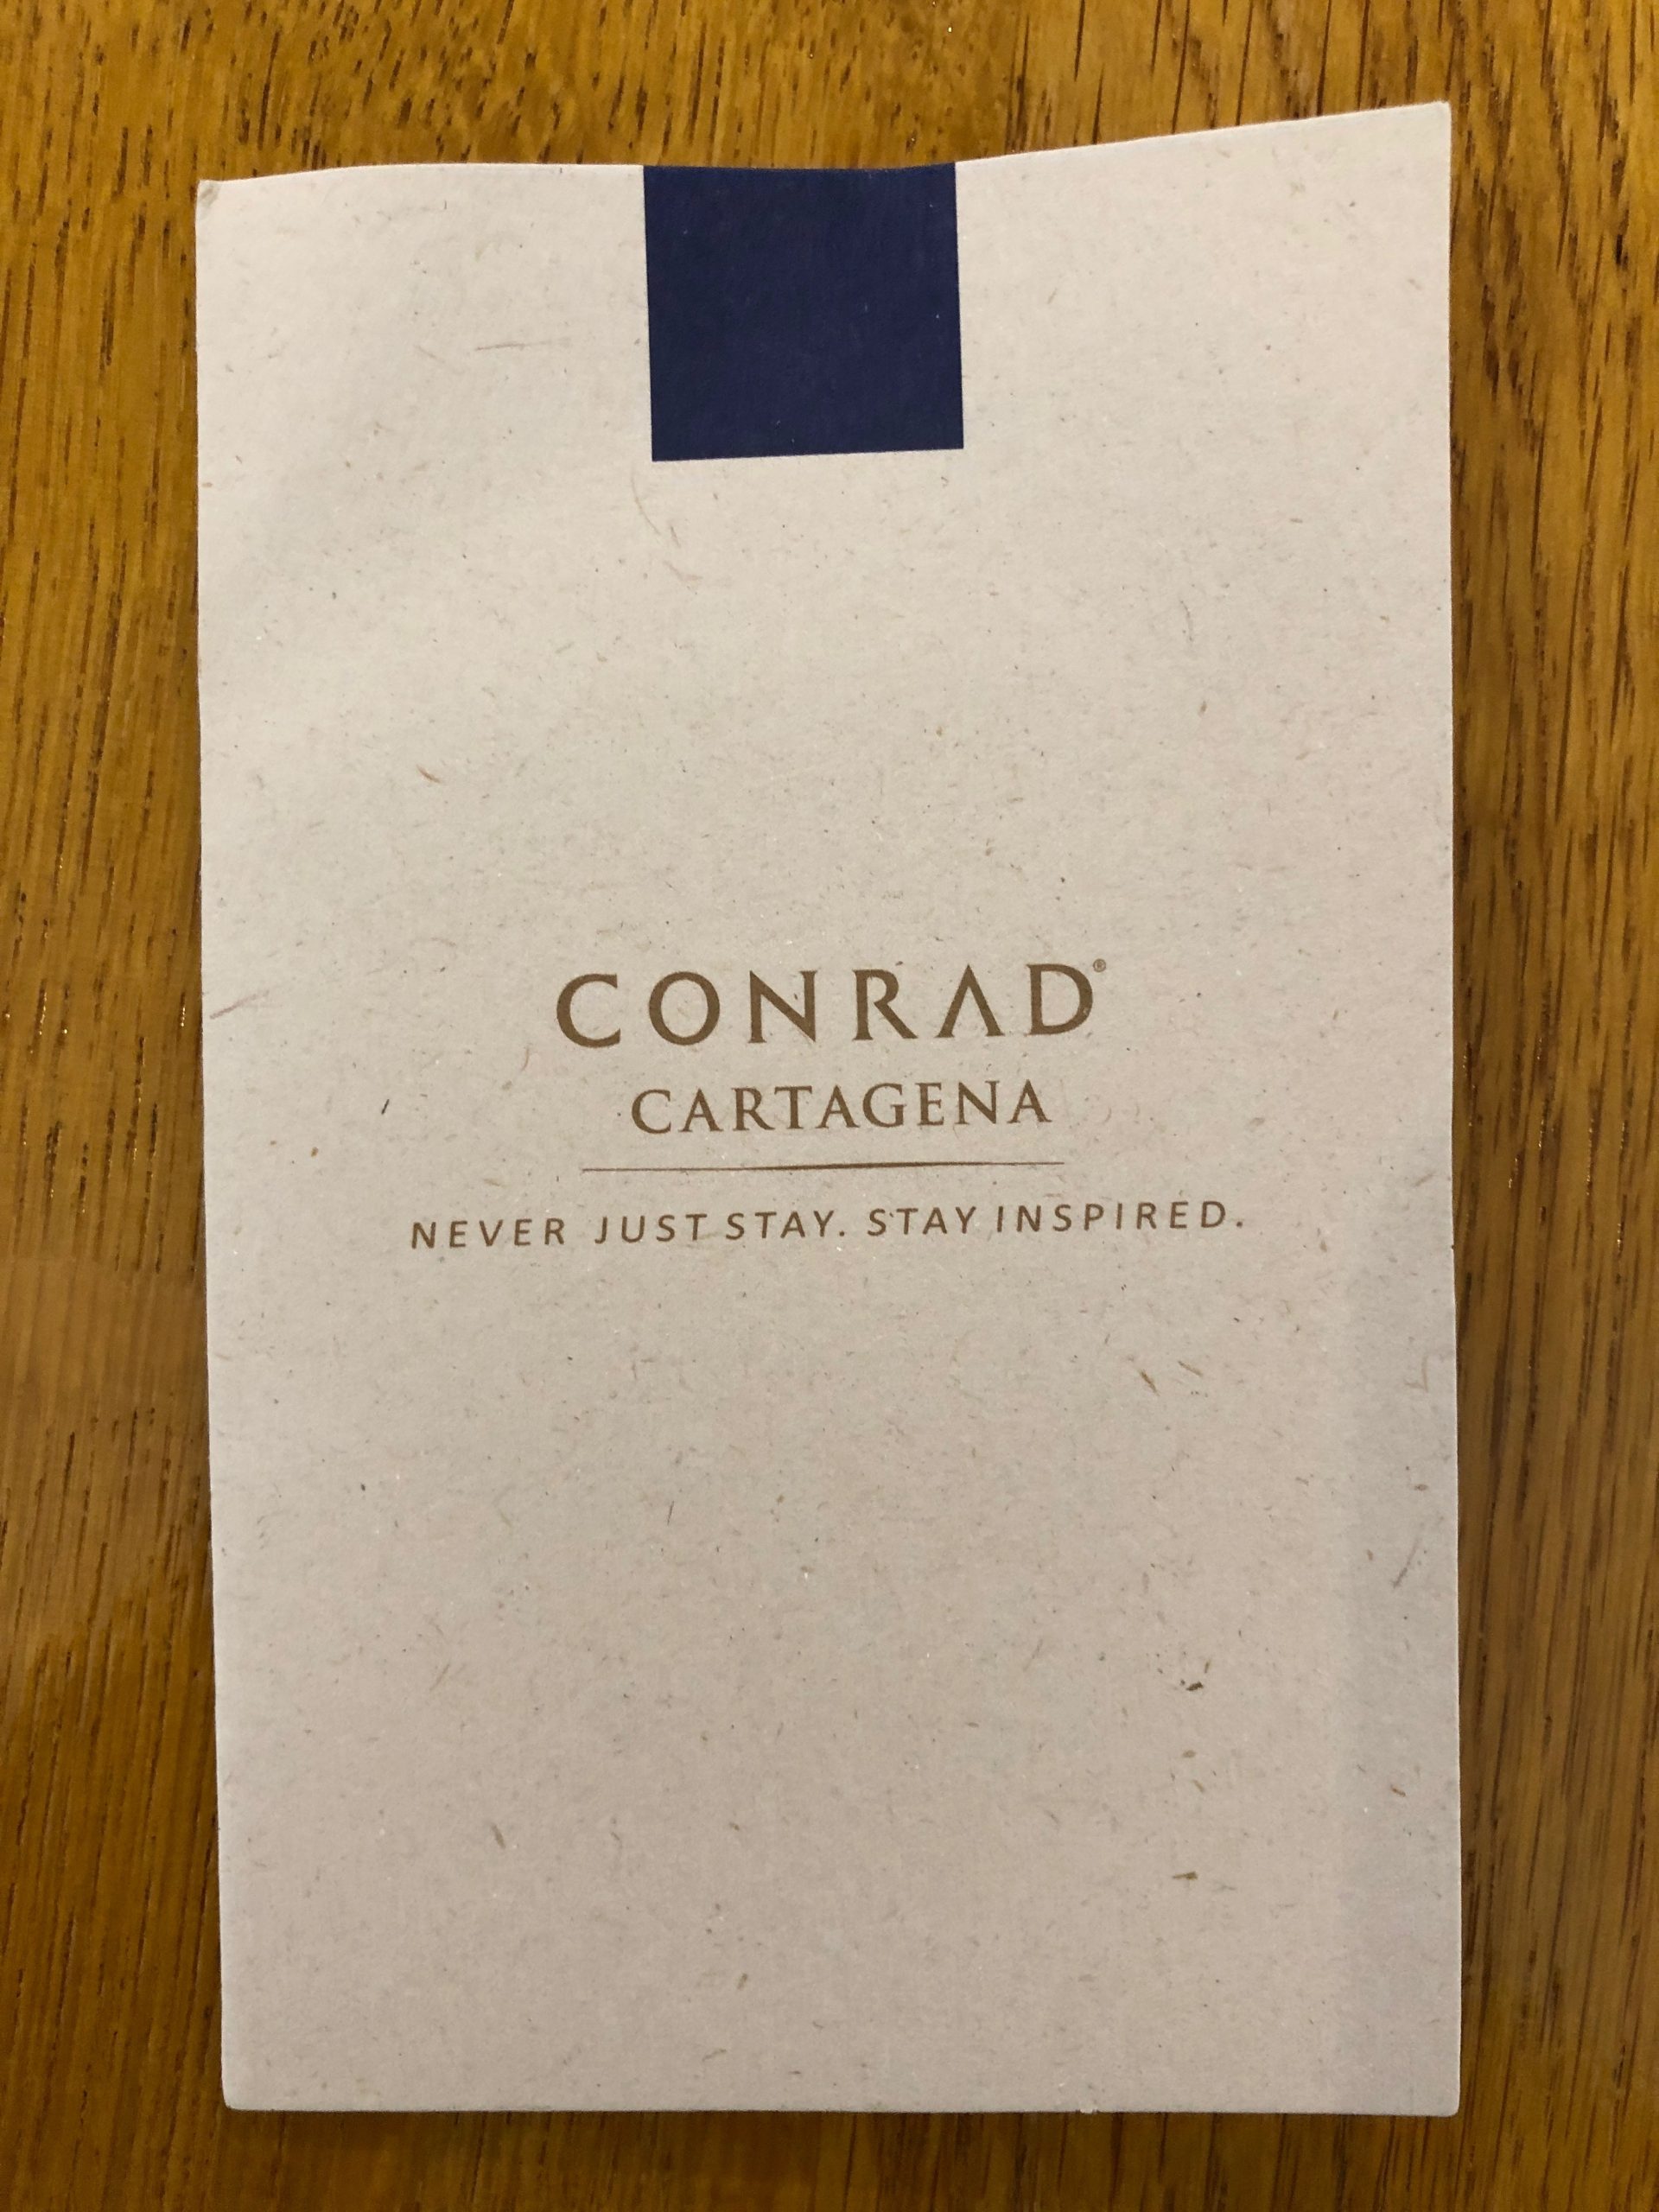 CONRAD®
CARTAGENA
NEVER JUST STAY. STAY INSPIRED.